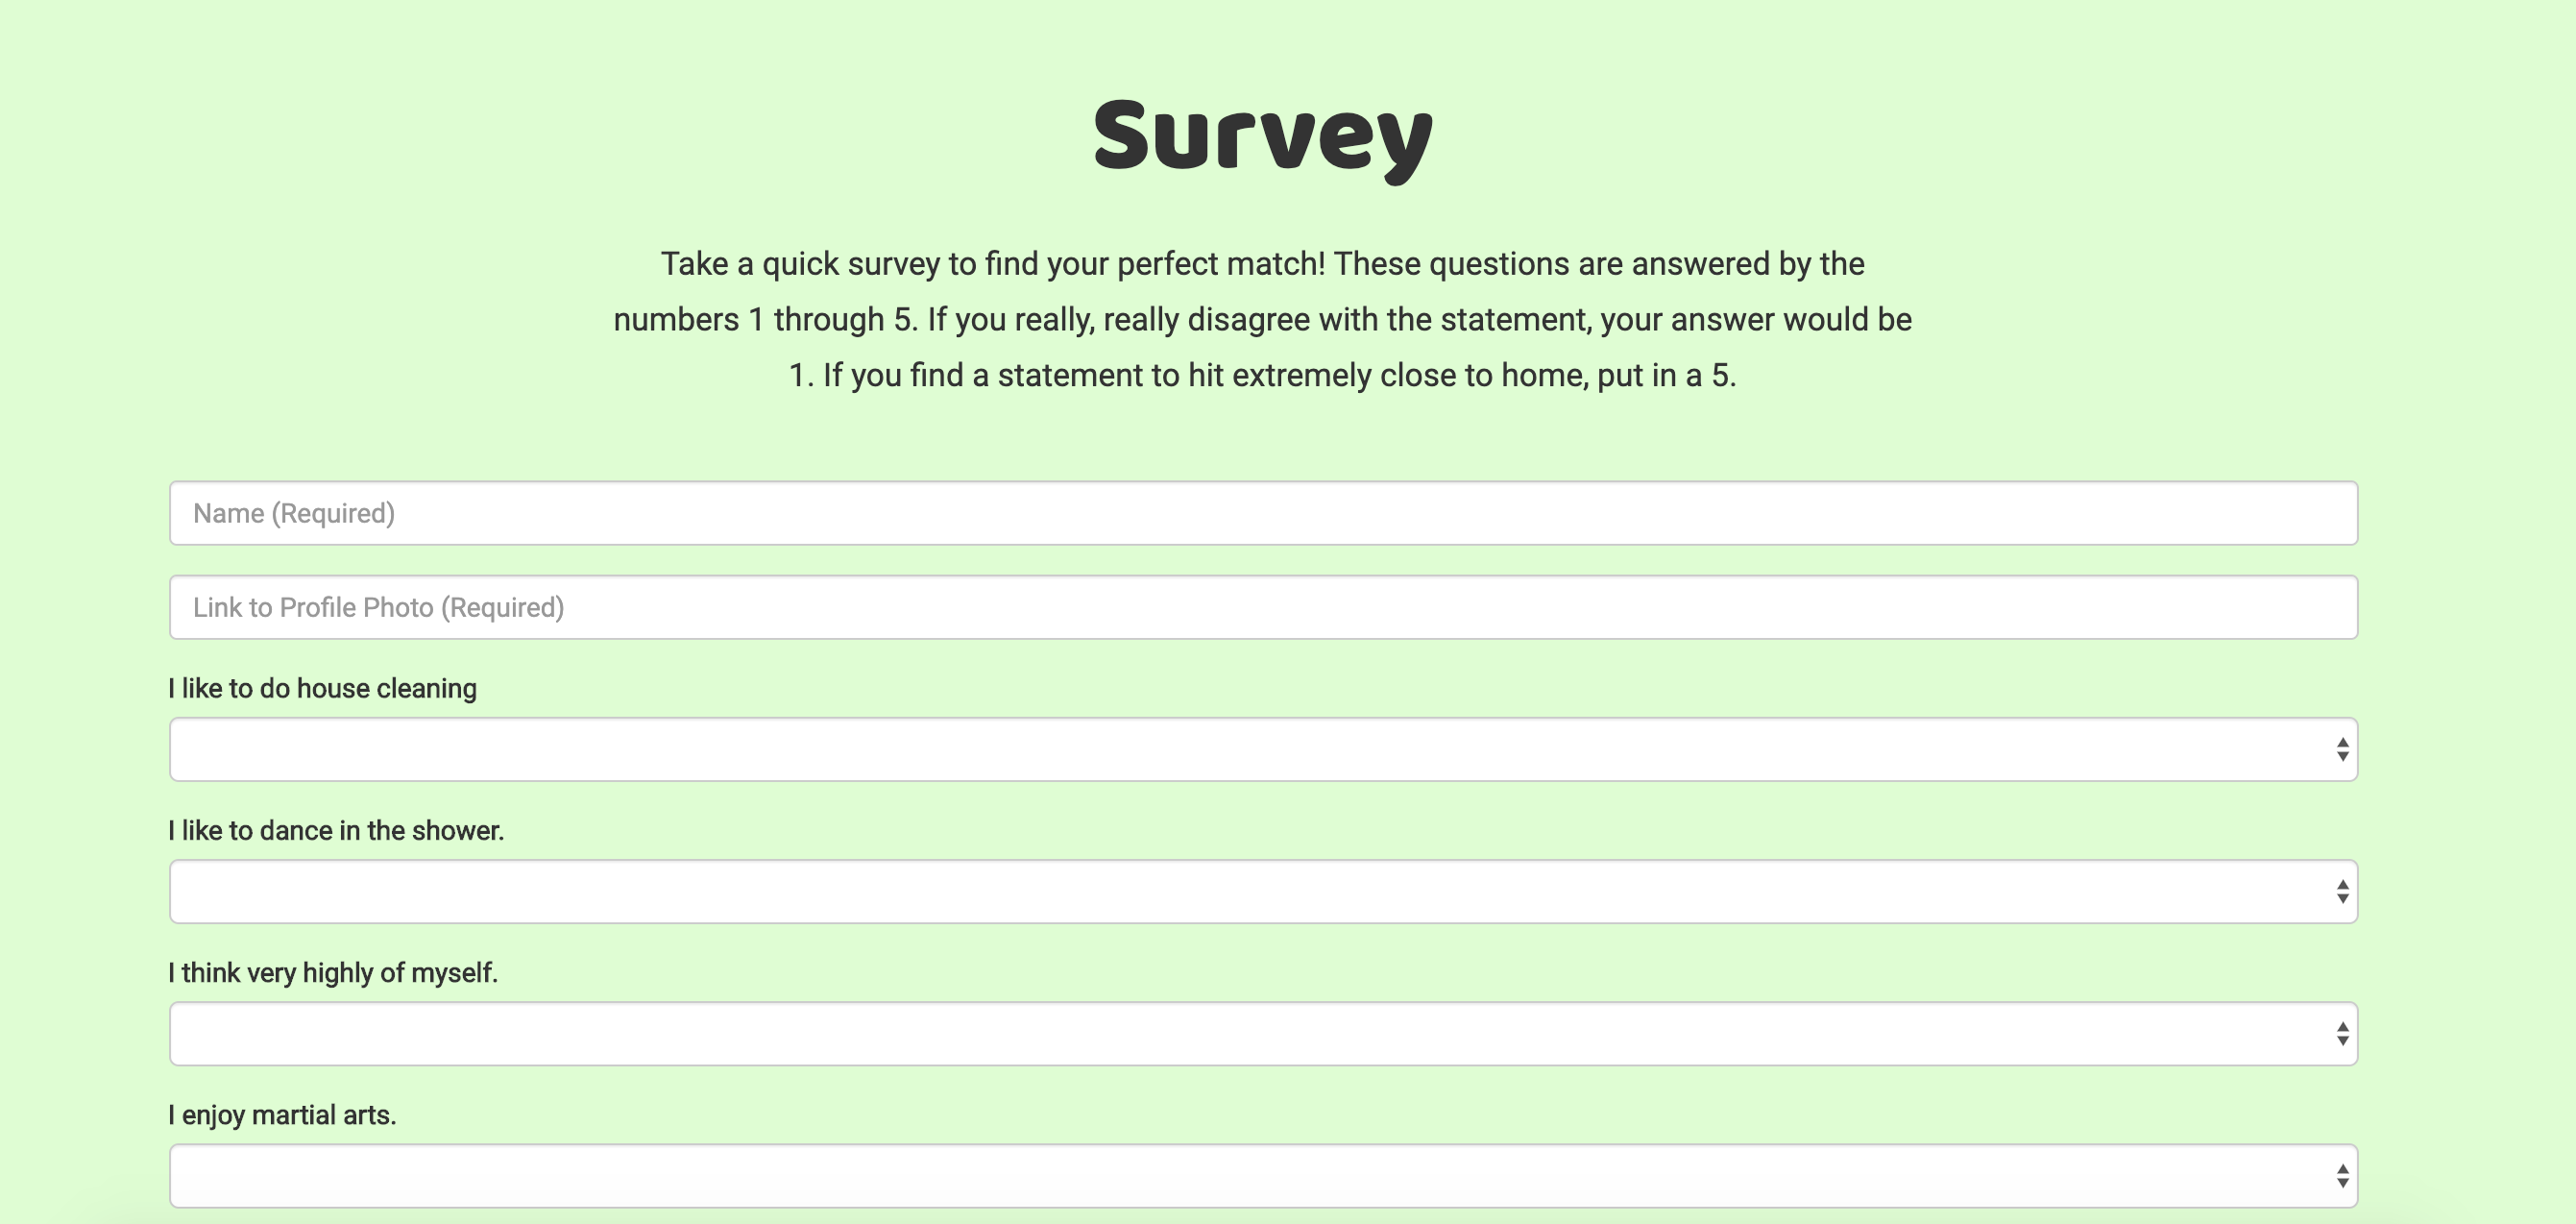 Survey
Take a quick survey to find your perfect match! These questions are answered by the
numbers 1 through 5. If you really, really disagree with the statement, your answer would be
1. If you find a statement to hit extremely close to home, put in a 5.
Name (Required)
Link to Profile Photo (Required)
I like to do house cleaning
I like to dance in the shower.
I think very highly of myself.
I enjoy martial arts.